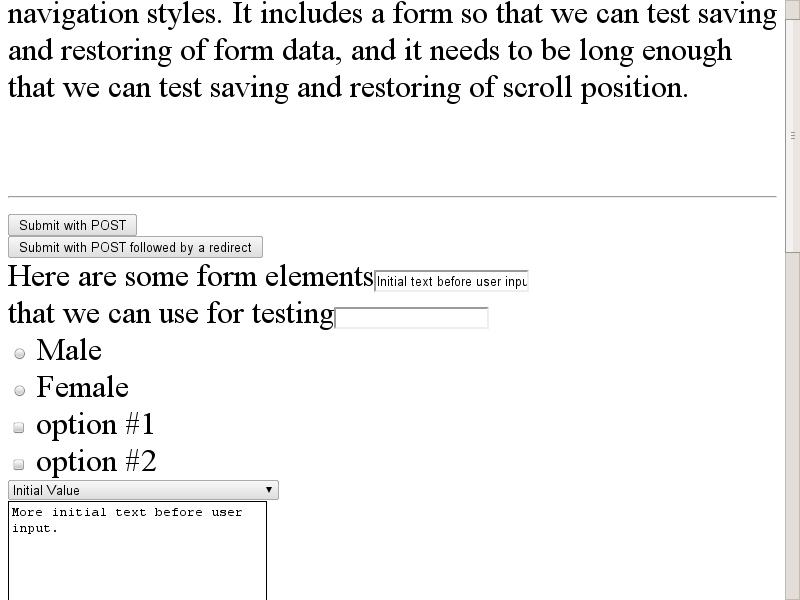 navigation styles. It includes a form so that we can test saving
and restoring of form data, and it needs to be long enough
that we can test saving and restoring of scroll position.
Submit with POST
Submit with POST followed by a redirect
Here are some form elements Initial text before user inpu
that we can use for testing
Male
Female
option #1
option #2
Initial Value
More initial text before user
input.